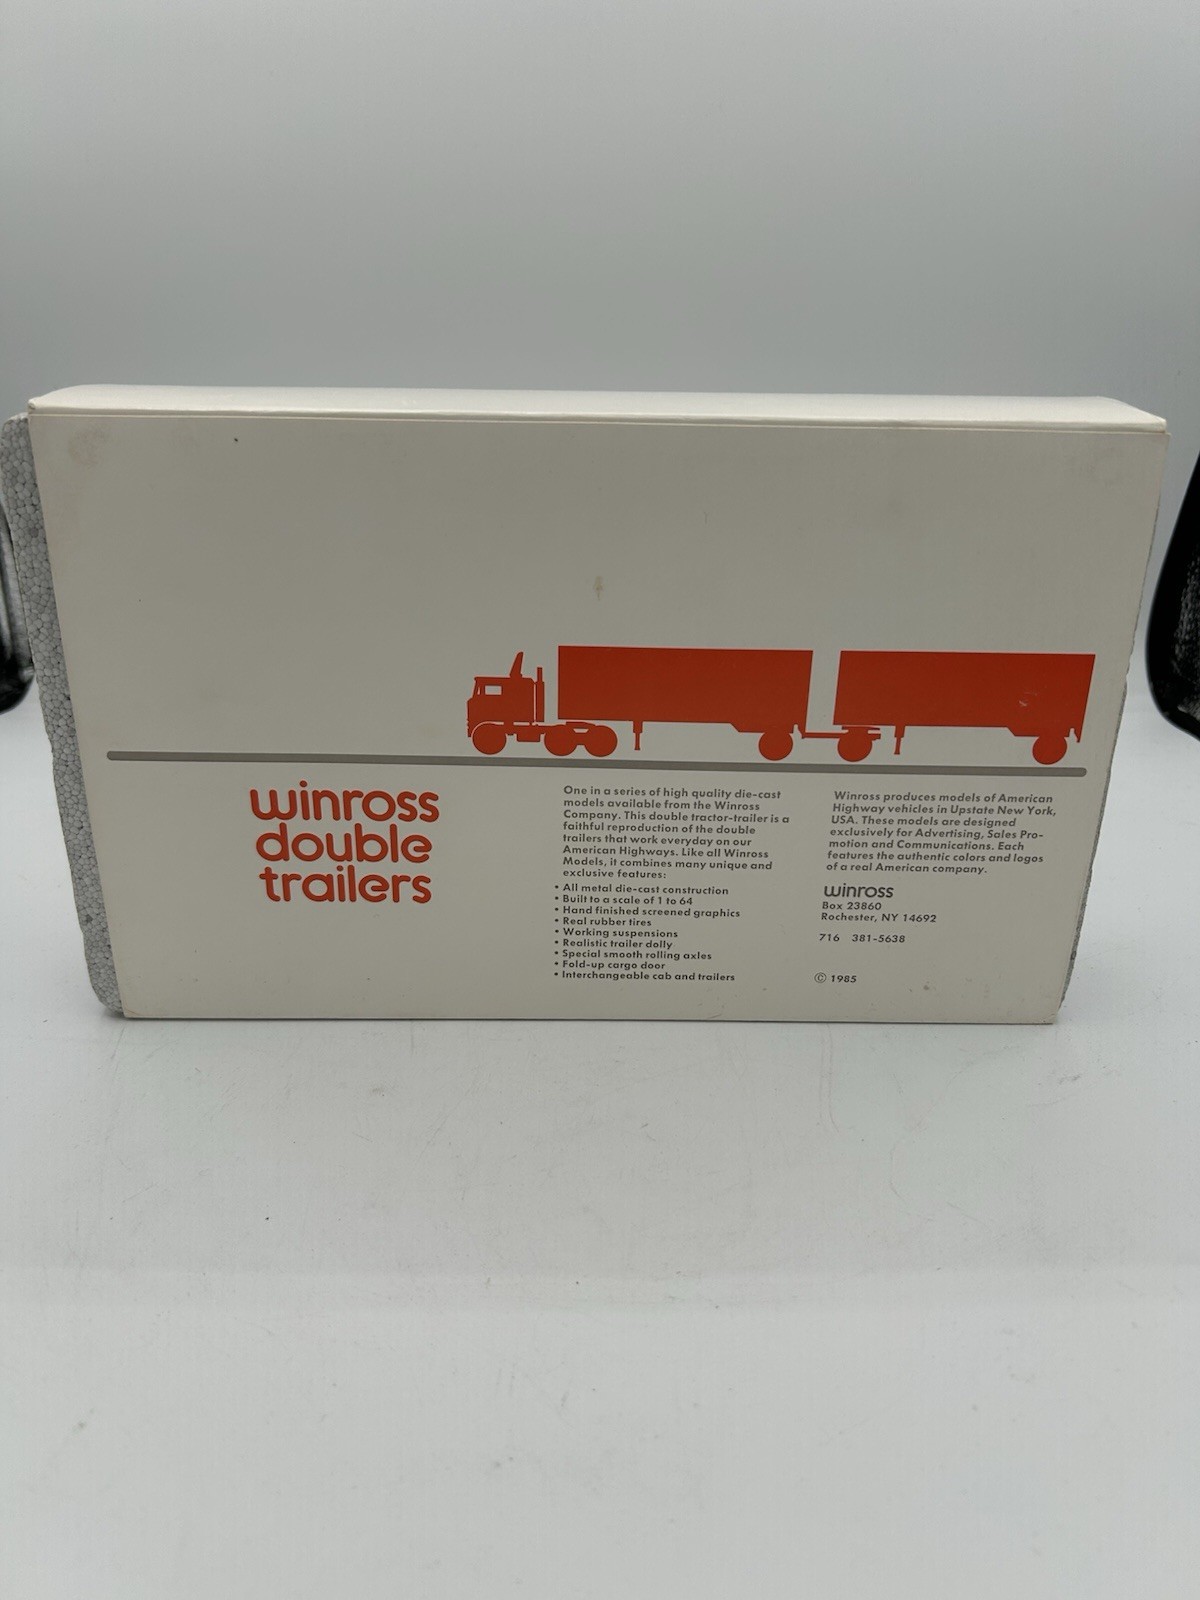 winross
double
trailers
One in a series of high quality die-cast
models available from the Winross
Company. This double tractor-trailer is a
faithful reproduction of the double
trailers that work everyday on our
American Highways. Like all Winross
Models, it combines many unique and
exclusive features:
• All metal die-cast construction
• Built to a scale of 1 to 64
• Hand finished screened graphics
• Real rubber tires
• Working suspensions
• Realistic trailer dolly
• Special smooth rolling axles
• Fold-up cargo door
• Interchangeable cab and trailers
Winross produces models of American
Highway vehicles in Upstate New York,
USA. These models are designed
exclusively for Advertising, Sales Pro-
motion and Communications. Each
features the authentic colors and logos
of a real American company.
winross
Box 23860
Rochester, NY 14692
716 381-5638
© 1985